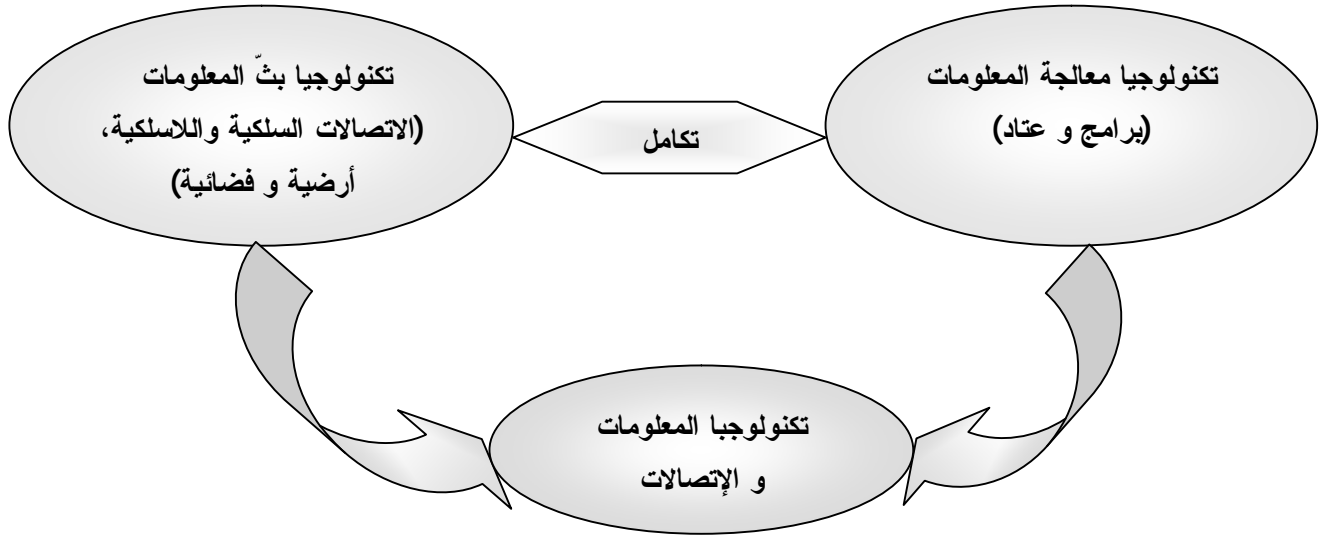 تكنولوجيا معالجة المعلومات
(برامج و عتاد)
تكامل
تكنولوجيا بثّ المعلومات
(الاتصالات السلكية واللاسلكية،
أرضية و فضائية)
تكنولوجبا المعلومات
و الإتصالات